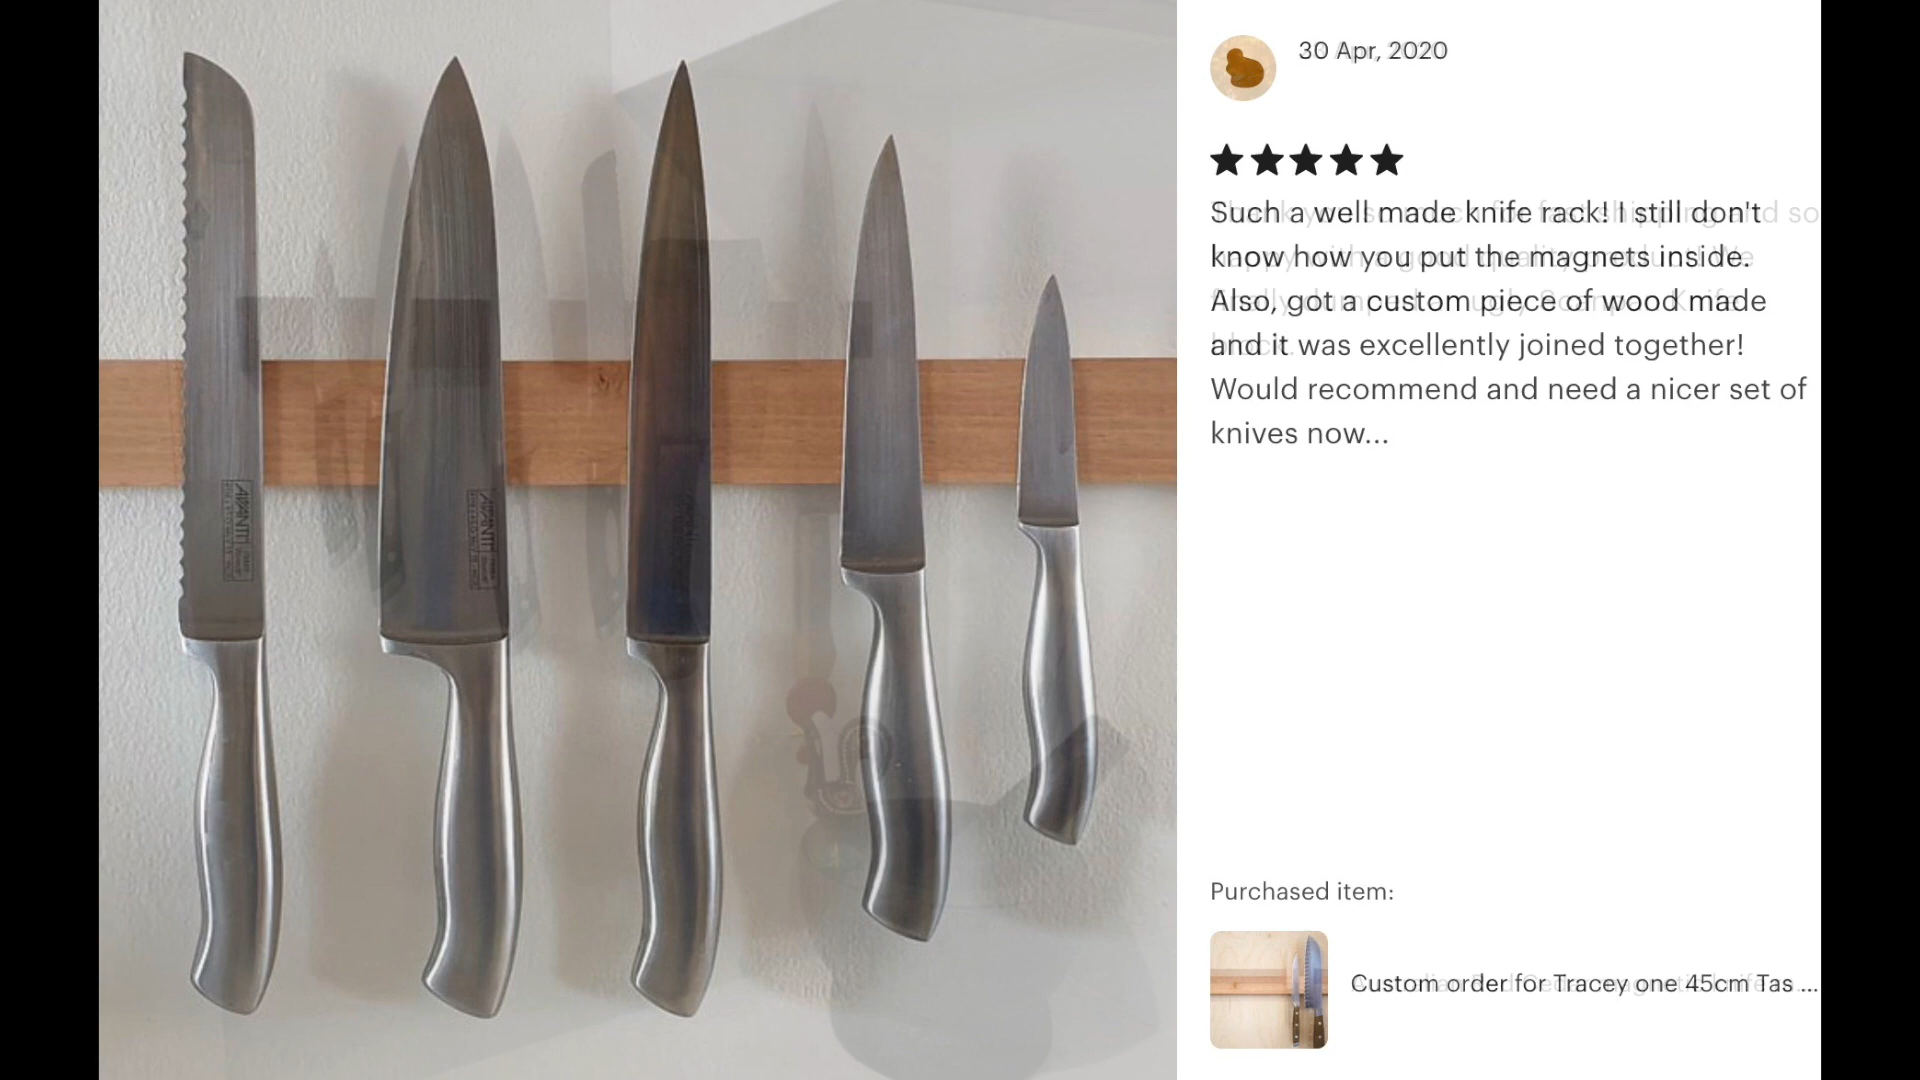 30 Apr, 2020
Such a well made knife rack! I still don't
know how you put the magnets inside.
Also, got a custom piece of wood made
and it was excellently joined together!
Would recommend and need a nicer set of
knives now...
Purchased item:
Custom order for Tracey one 45cm Tas ...
AVANTI
AVANTI